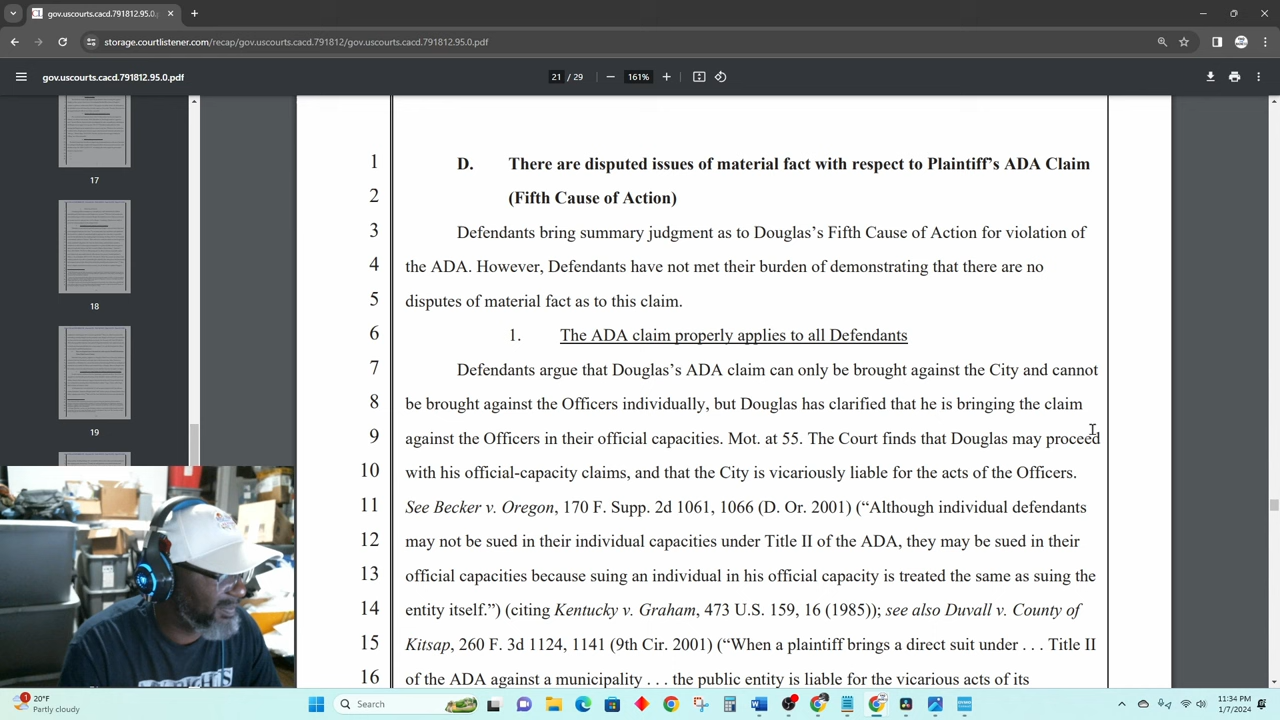 gov.uscourts.cacd.791812.95.0.p
storage.courtlistener.com/recap/gov.uscourts.cacd.791812/gov.uscourts.cacd.791812.95.0.pdf
gov.uscourts.cacd.791812.95.0.pdf
21 / 29
161%
17
18
19
1 D. There are disputed issues of material fact with respect to Plaintiff's ADA Claim
2 (Fifth Cause of Action)
3 Defendants bring summary judgment as to Douglas's Fifth Cause of Action for violation of
4 the ADA. However, Defendants have not met their burden of demonstrating that there are no
5 disputes of material fact as to this claim.
6 1. The ADA claim properly applies to all Defendants
7 Defendants argue that Douglas's ADA claim can only be brought against the City and cannot
8 be brought against the Officers individually, but Douglas has clarified that he is bringing the claim
9 against the Officers in their official capacities. Mot. at 55. The Court finds that Douglas may proceed
10 with his official-capacity claims, and that the City is vicariously liable for the acts of the Officers.
11 See Becker v. Oregon, 170 F. Supp. 2d 1061, 1066 (D. Or. 2001) ("Although individual defendants
12 may not be sued in their individual capacities under Title II of the ADA, they may be sued in their
13 official capacities because suing an individual in his official capacity is treated the same as suing the
14 entity itself.") (citing Kentucky v. Graham, 473 U.S. 159, 16 (1985)); see also Duvall v. County of
15 Kitsap, 260 F. 3d 1124, 1141 (9th Cir. 2001) ("When a plaintiff brings a direct suit under . . . Title II
16 of the ADA against a municipality . . . the public entity is liable for the vicarious acts of its
20°F
Partly cloudy
Search
11:34 PM
1/7/2024